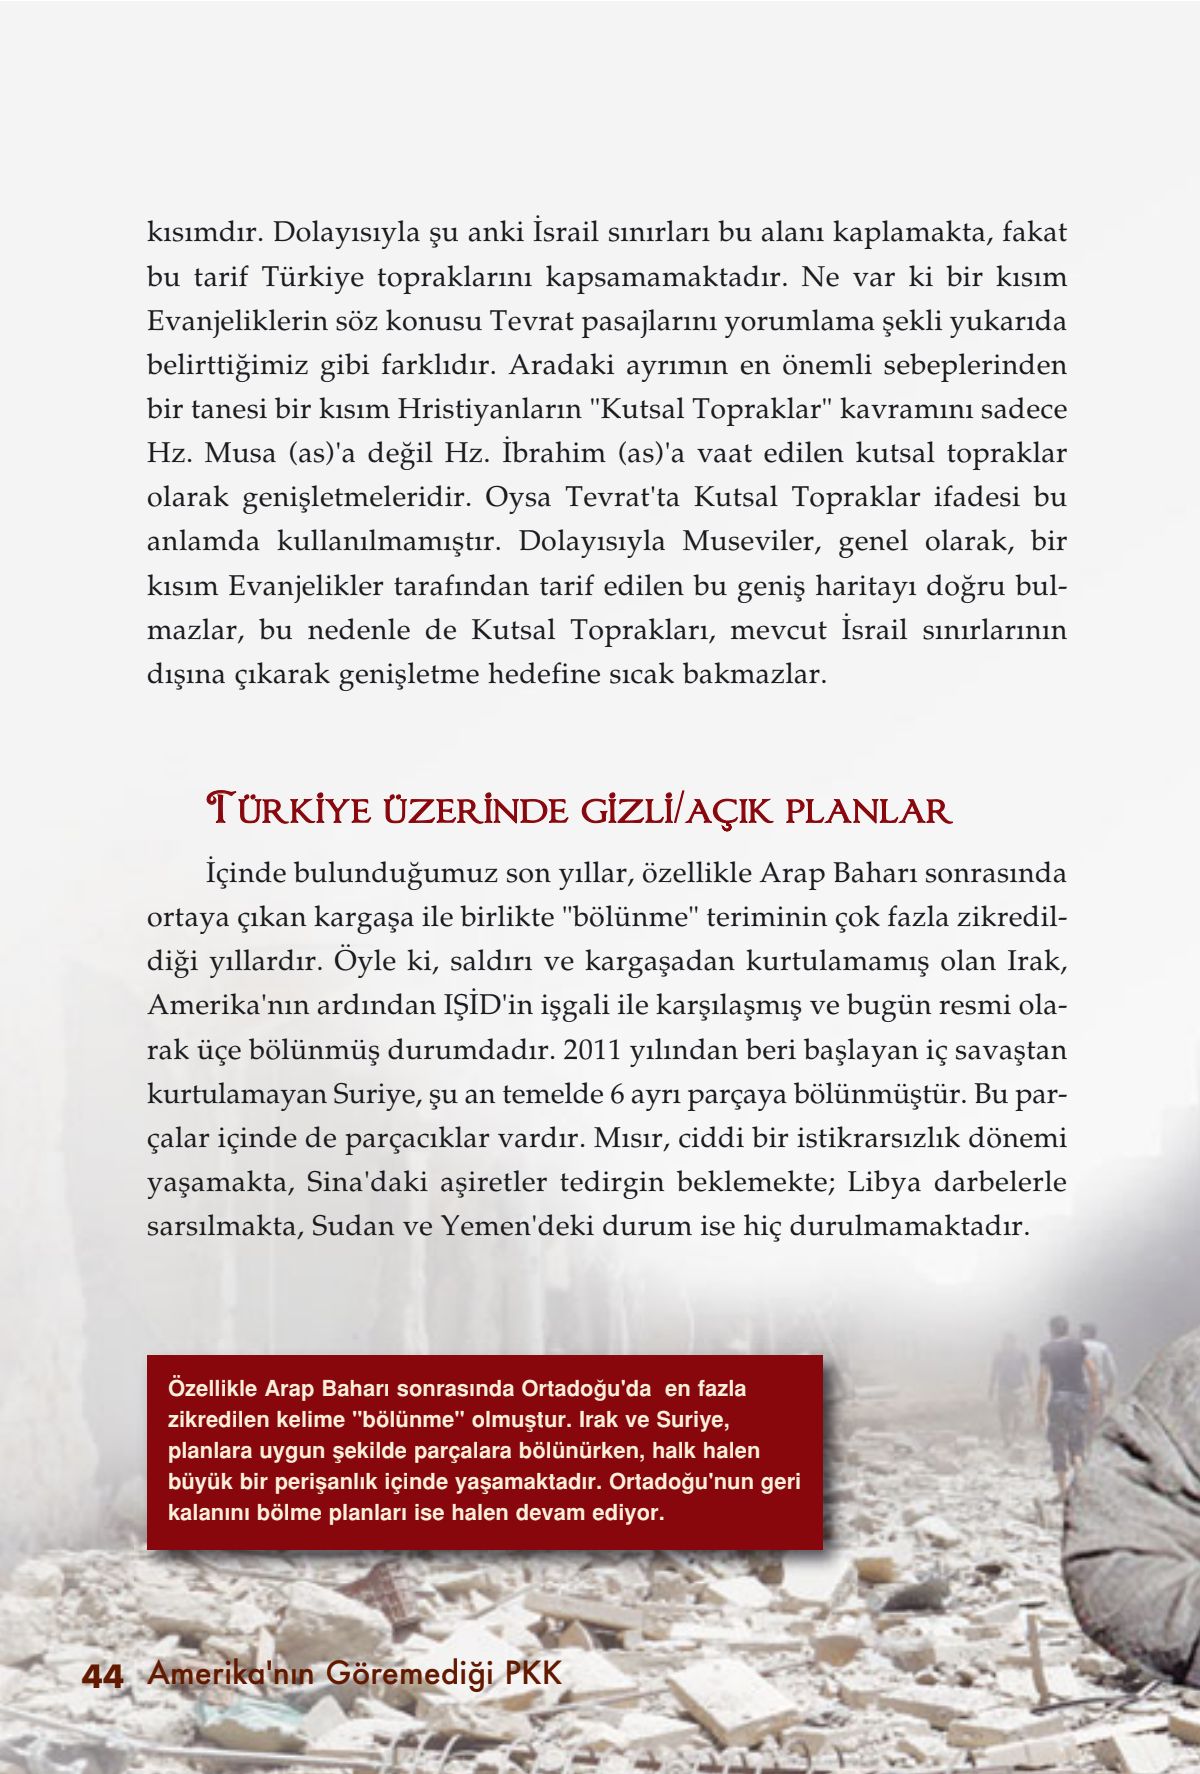 kısımdır. Dolayısıyla şu anki İsrail sınırları bu alanı kaplamakta, fakat
bu tarif Türkiye topraklarını kapsamamaktadır. Ne var ki bir kısım
Evanjeliklerin söz konusu Tevrat pasajlarını yorumlama şekli yukarıda
belirttiğimiz gibi farklıdır. Aradaki ayrımın en önemli sebeplerinden
bir tanesi bir kısım Hristiyanların "Kutsal Topraklar" kavramını sadece
Hz. Musa (as)'a değil Hz. İbrahim (as)'a vaat edilen kutsal topraklar
olarak genişletmeleridir. Oysa Tevrat'ta Kutsal Topraklar ifadesi bu
anlamda kullanılmamıştır. Dolayısıyla Museviler, genel olarak, bir
kısım Evanjelikler tarafından tarif edilen bu geniş haritayı doğru bul-
mazlar, bu nedenle de Kutsal Toprakları, mevcut İsrail sınırlarının
dışına çıkarak genişletme hedefine sıcak bakmazlar.
TÜRKİYE ÜZERİNDE GİZLİ/AÇIK PLANLAR
İçinde bulunduğumuz son yıllar, özellikle Arap Baharı sonrasında
ortaya çıkan kargaşa ile birlikte "bölünme" teriminin çok fazla zikredil-
diği yıllardır. Öyle ki, saldırı ve kargaşadan kurtulamamış olan Irak,
Amerika'nın ardından IŞİD'in işgali ile karşılaşmış ve bugün resmi ola-
rak üçe bölünmüş durumdadır. 2011 yılından beri başlayan iç savaştan
kurtulamayan Suriye, şu an temelde 6 ayrı parçaya bölünmüştür. Bu par-
çalar içinde de parçacıklar vardır. Mısır, ciddi bir istikrarsızlık dönemi
yaşamakta, Sina'daki aşiretler tedirgin beklemekte; Libya darbelerle
sarsılmakta, Sudan ve Yemen'deki durum ise hiç durulmamaktadır.
Özellikle Arap Baharı sonrasında Ortadoğu'da en fazla
zikredilen kelime "bölünme" olmuştur. Irak ve Suriye,
planlara uygun şekilde parçalara bölünürken, halk halen
büyük bir perişanlık içinde yaşamaktadır. Ortadoğu'nun geri
kalanını bölme planları ise halen devam ediyor.
44 Amerika'nın Göremediği PKK